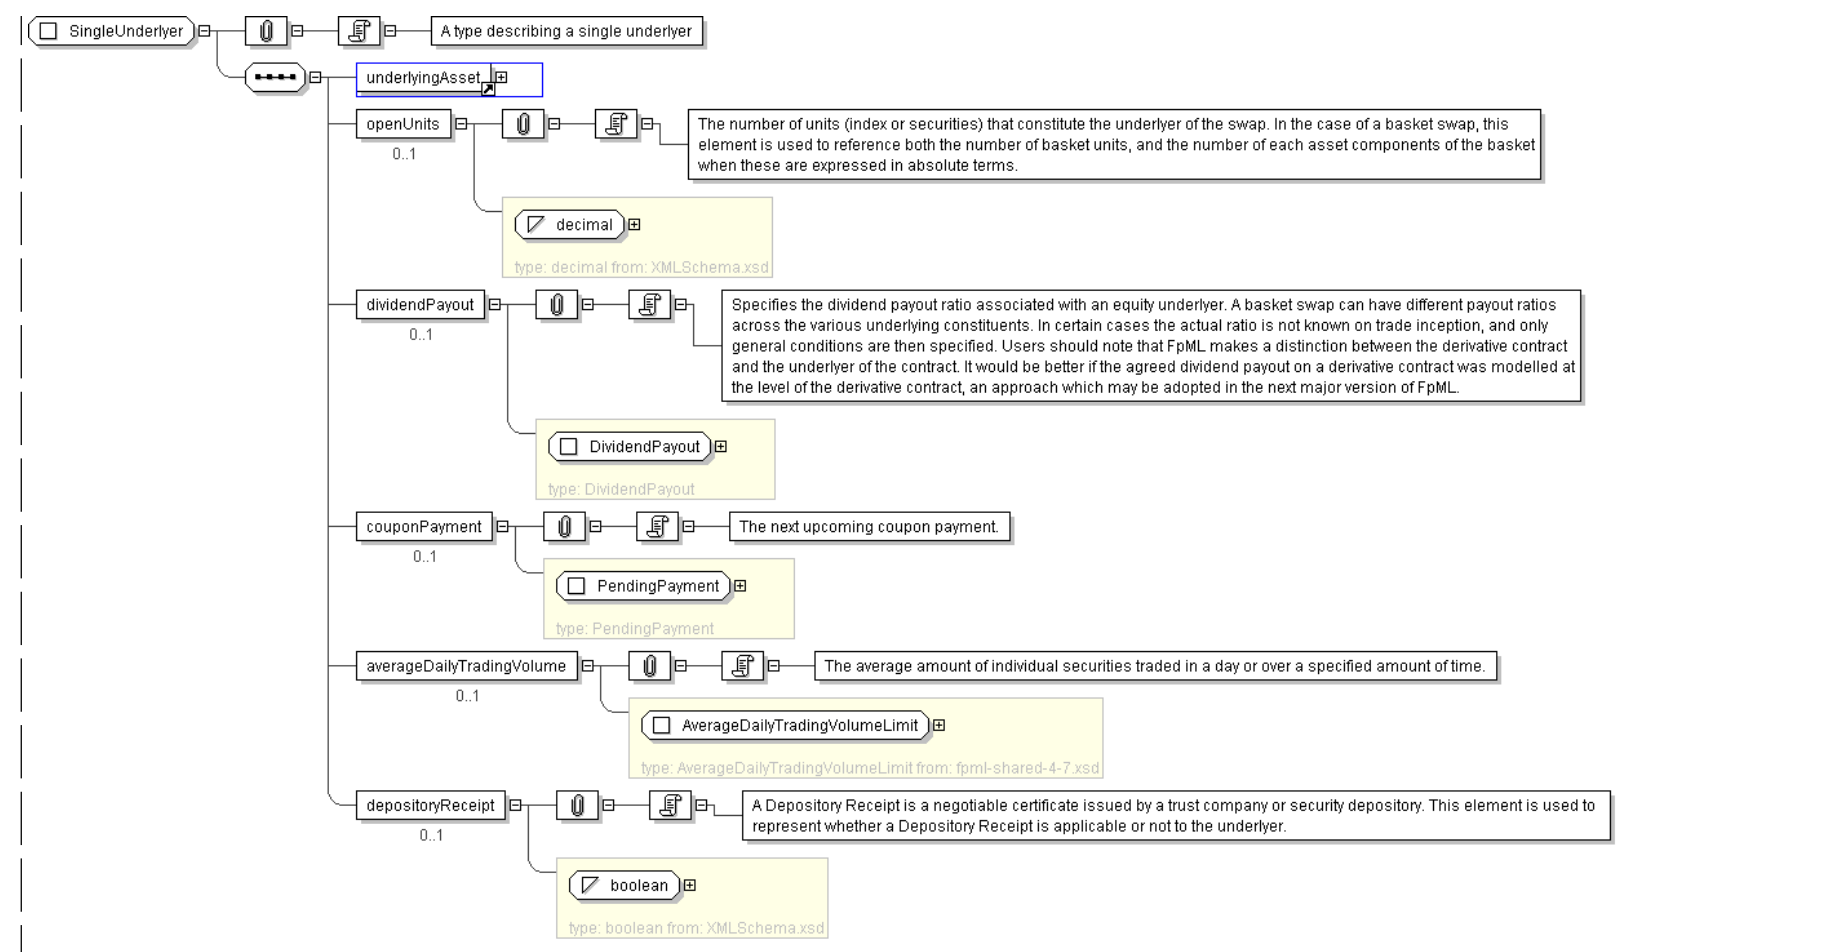 SingleUnderlyer
A type describing a single underlyer
underlyingAsset
openUnits
0..1
The number of units (index or securities) that constitute the underlyer of the swap. In the case of a basket swap, this
element is used to reference both the number of basket units, and the number of each asset components of the basket
when these are expressed in absolute terms.
decimal
type: decimal from: XMLSchema.xsd
dividendPayout
0..1
Specifies the dividend payout ratio associated with an equity underlyer. A basket swap can have different payout ratios
across the various underlying constituents. In certain cases the actual ratio is not known on trade inception, and only
general conditions are then specified. Users should note that FpML makes a distinction between the derivative contract
and the underlyer of the contract. It would be better if the agreed dividend payout on a derivative contract was modelled at
the level of the derivative contract, an approach which may be adopted in the next major version of FpML.
DividendPayout
type: DividendPayout
couponPayment
0..1
The next upcoming coupon payment.
PendingPayment
type: PendingPayment
averageDailyTradingVolume
0..1
The average amount of individual securities traded in a day or over a specified amount of time.
AverageDailyTradingVolumeLimit
type: AverageDailyTradingVolumeLimit from: fpml-shared-4-7.xsd
depositoryReceipt
0..1
A Depository Receipt is a negotiable certificate issued by a trust company or security depository. This element is used to
represent whether a Depository Receipt is applicable or not to the underlyer.
boolean
type: boolean from: XMLSchema.xsd